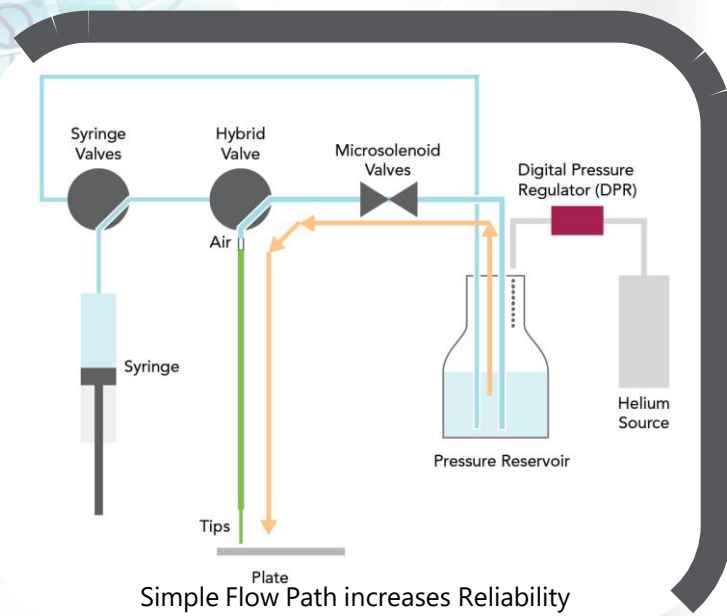 Syringe
Valves
Hybrid
Valve
Microsolenoid
Valves
Digital Pressure
Regulator (DPR)
Air
Syringe
Helium
Source
Pressure Reservoir
Tips
Plate
Simple Flow Path increases Reliability